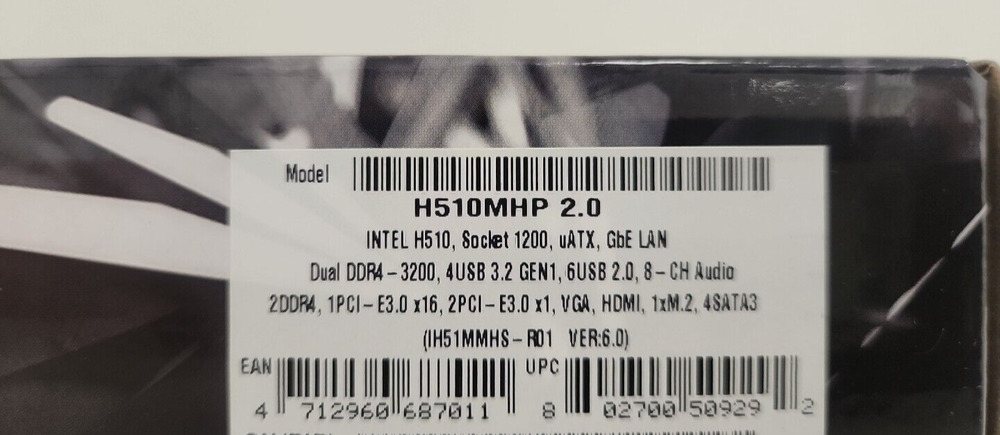 Model
H510MHP 2.0
INTEL H510, Socket 1200, uATX, GbE LAN
Dual DDR4-3200, 4USB 3.2 GEN1, 6USB 2.0, 8-CH Audio
2DDR4, 1PCI-E3.0 x16, 2PCI-E3.0 x1, VGA, HDMI, 1xM.2, 4SATA3
(IH51MMHS-R01 VER:6.0)
EAN UPC
4 712960 687011 8 02700 50929 2